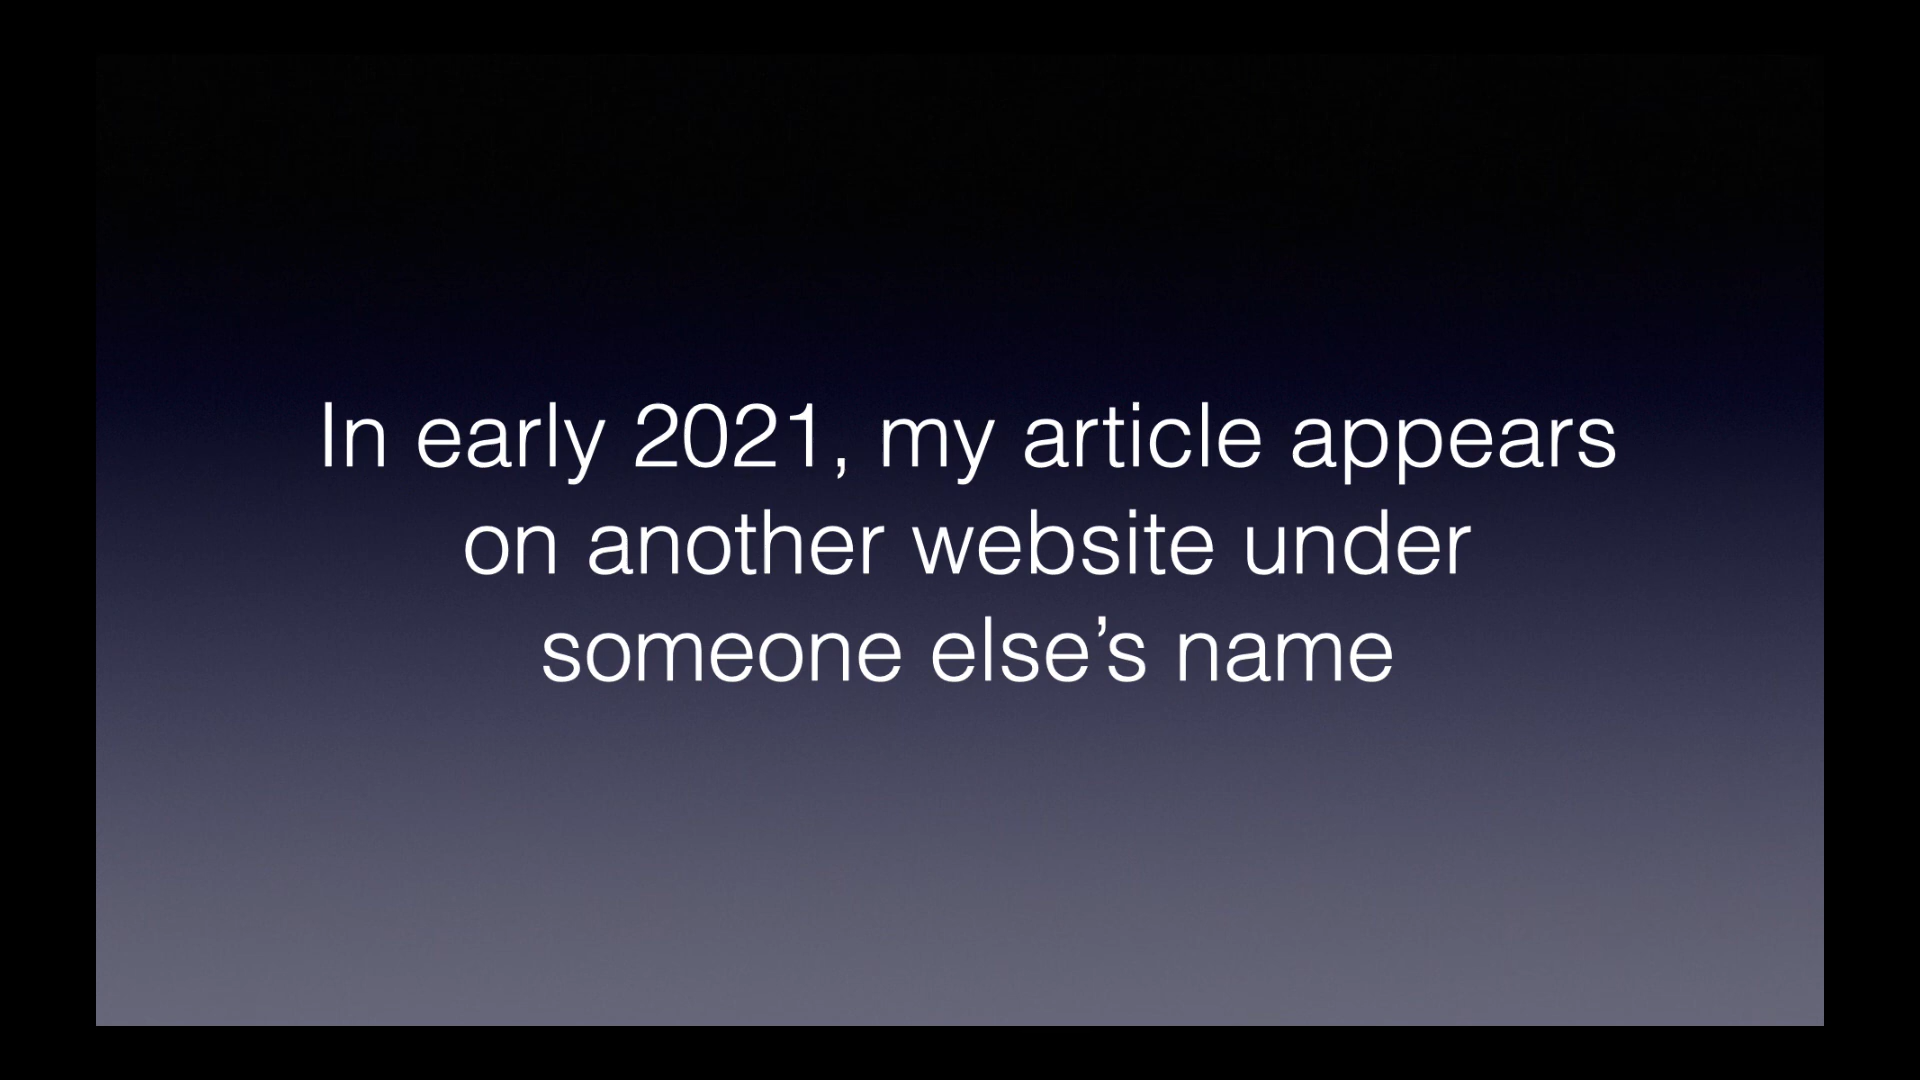 In early 2021, my article appears
on another website under
someone else’s name